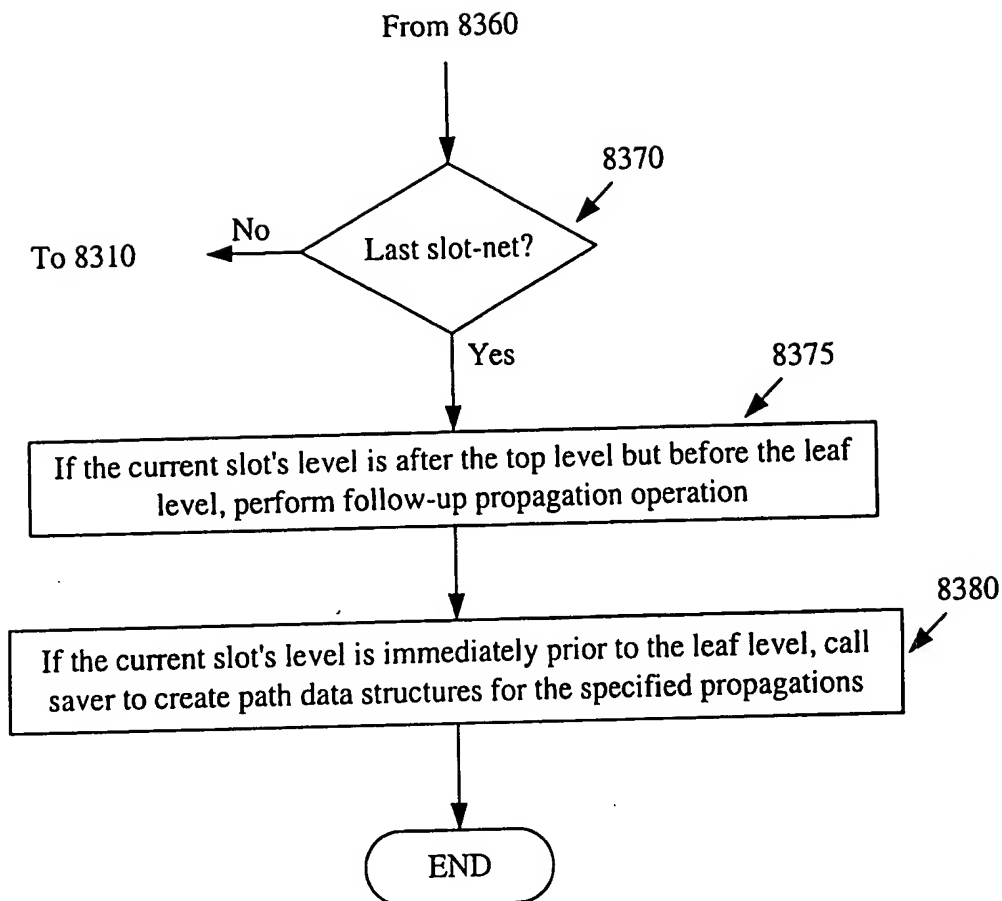 From 8360
8370
No
Last slot-net?
To 8310
Yes
8375
If the current slot's level is after the top level but before the leaf
level, perform follow-up propagation operation
8380
If the current slot's level is immediately prior to the leaf level, call
saver to create path data structures for the specified propagations
END